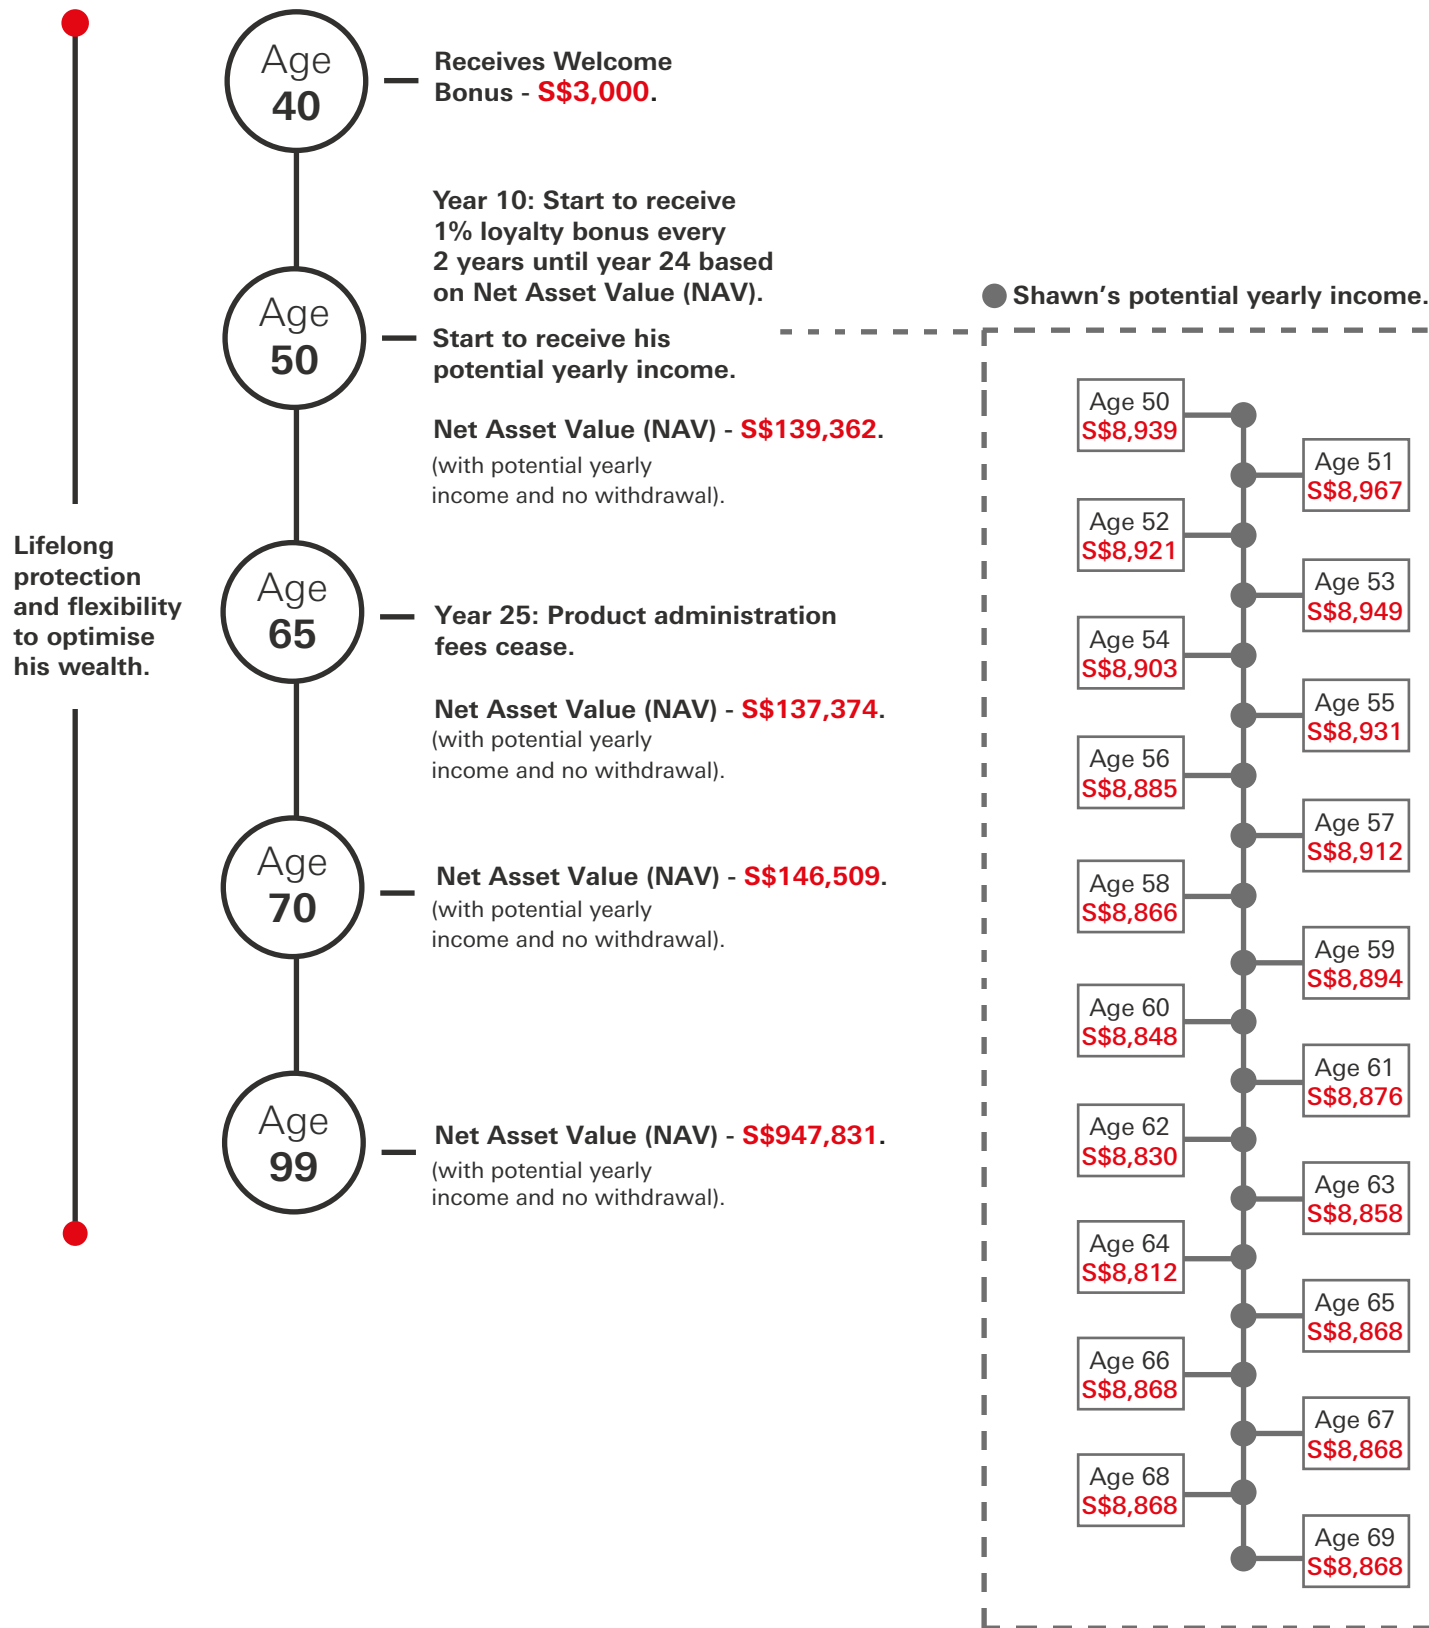 Lifelong
protection
and flexibility
to optimise
his wealth.
Age
40
Receives Welcome
Bonus - S$3,000.
Year 10: Start to receive
1% loyalty bonus every
2 years until year 24 based
on Net Asset Value (NAV).
Age
50
Start to receive his
potential yearly income.
Net Asset Value (NAV) - S$139,362.
(with potential yearly
income and no withdrawal).
Age
65
Year 25: Product administration
fees cease.
Net Asset Value (NAV) - S$137,374.
(with potential yearly
income and no withdrawal).
Age
70
Net Asset Value (NAV) - S$146,509.
(with potential yearly
income and no withdrawal).
Age
99
Net Asset Value (NAV) - S$947,831.
(with potential yearly
income and no withdrawal).
Shawn’s potential yearly income.
Age 50
S$8,939
Age 51
S$8,967
Age 52
S$8,921
Age 53
S$8,949
Age 54
S$8,903
Age 55
S$8,931
Age 56
S$8,885
Age 57
S$8,912
Age 58
S$8,866
Age 59
S$8,894
Age 60
S$8,848
Age 61
S$8,876
Age 62
S$8,830
Age 63
S$8,858
Age 64
S$8,812
Age 65
S$8,868
Age 66
S$8,868
Age 67
S$8,868
Age 68
S$8,868
Age 69
S$8,868